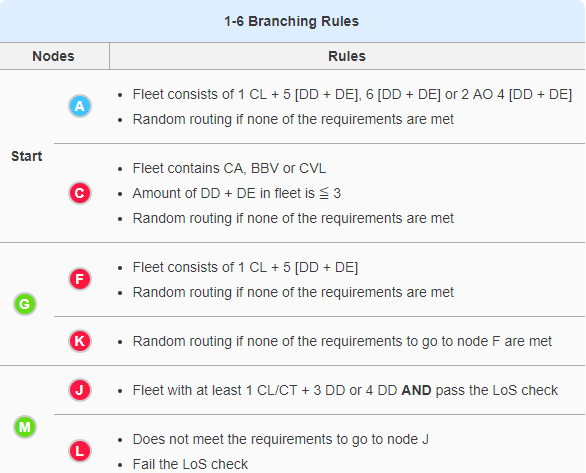 1-6 Branching Rules
Nodes Rules
Start
A
Fleet consists of 1 CL + 5 [DD + DE], 6 [DD + DE] or 2 AO 4 [DD + DE]
Random routing if none of the requirements are met
C
Fleet contains CA, BBV or CVL
Amount of DD + DE in fleet is ≦ 3
Random routing if none of the requirements are met
G
F
Fleet consists of 1 CL + 5 [DD + DE]
Random routing if none of the requirements are met
K
Random routing if none of the requirements to go to node F are met
M
J
Fleet with at least 1 CL/CT + 3 DD or 4 DD AND pass the LoS check
L
Does not meet the requirements to go to node J
Fail the LoS check